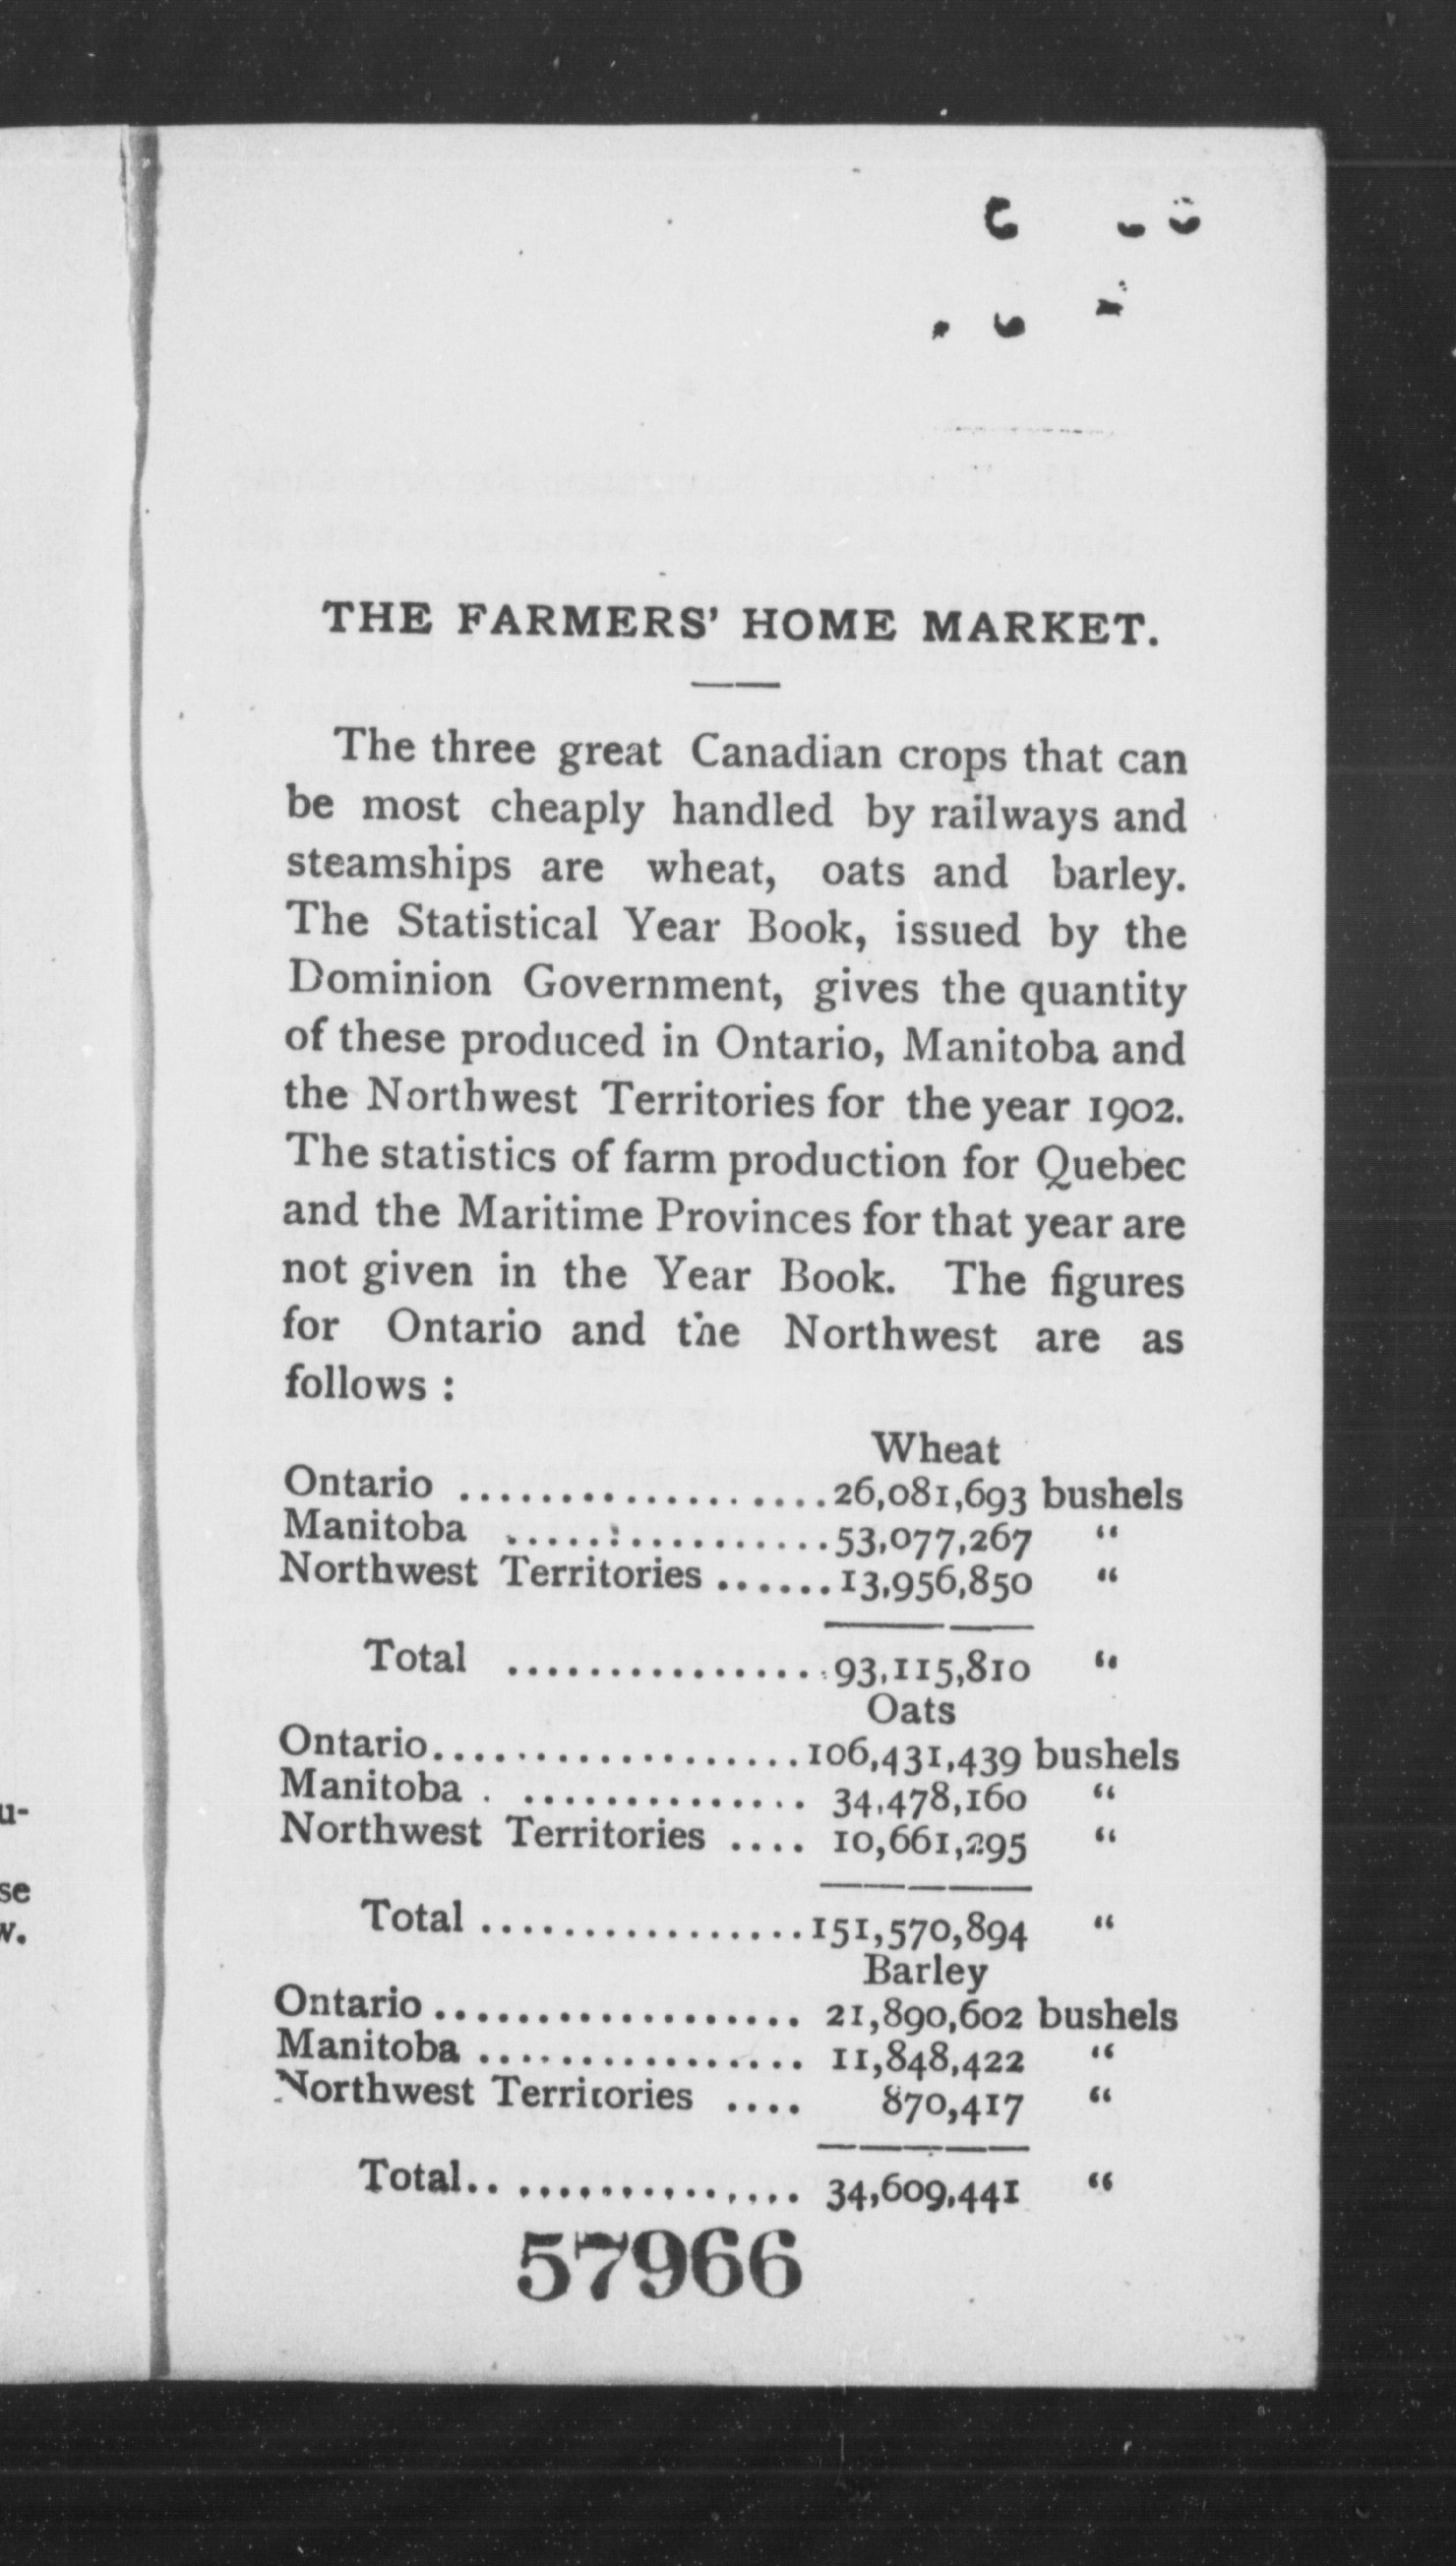 THE FARMERS' HOME MARKET.
The three great Canadian crops that can
be most cheaply handled by railways and
steamships are wheat, oats and barley.
The Statistical Year Book, issued by the
Dominion Government, gives the quantity
of these produced in Ontario, Manitoba and
the Northwest Territories for the year 1902.
The statistics of farm production for Quebec
and the Maritime Provinces for that year are
not given in the Year Book. The figures
for Ontario and the Northwest are as
follows :
Wheat
Ontario ..................26,081,693 bushels
Manitoba ................53,077,267 “
Northwest Territories ......13,956,850 “
Total ................93,115,810 “
Oats
Ontario..................106,431,439 bushels
Manitoba . .............. 34,478,160 “
Northwest Territories .... 10,661,295 “
Total ................151,570,894 “
Barley
Ontario .................. 21,890,602 bushels
Manitoba ................ 11,848,422 “
Northwest Territories .... 870,417 “
Total.. .............. 34,609,441 “
57966
u-
se
w.